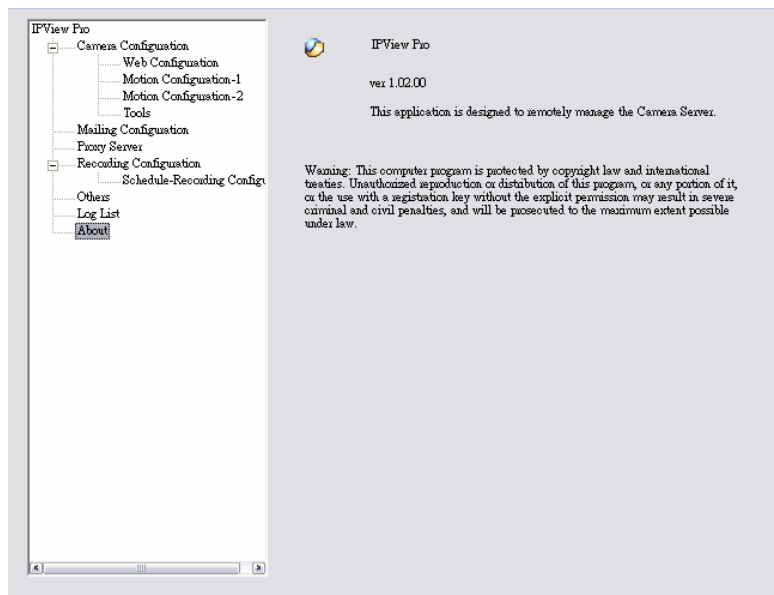 IPView Pro
Camera Configuration
Web Configuration
Motion Configuration-1
Motion Configuration-2
Tools
Mailing Configuration
Proxy Server
Recording Configuration
Schedule-Recording Configu
Others
Log List
About
IPView Pro
ver 1.02.00
This application is designed to remotely manage the Camera Server.
Warning: This computer program is protected by copyright law and international
treaties. Unauthorized reproduction or distribution of this program, or any portion of it,
or the use with a registration key without the explicit permission may result in severe
criminal and civil penalties, and will be prosecuted to the maximum extent possible
under law.